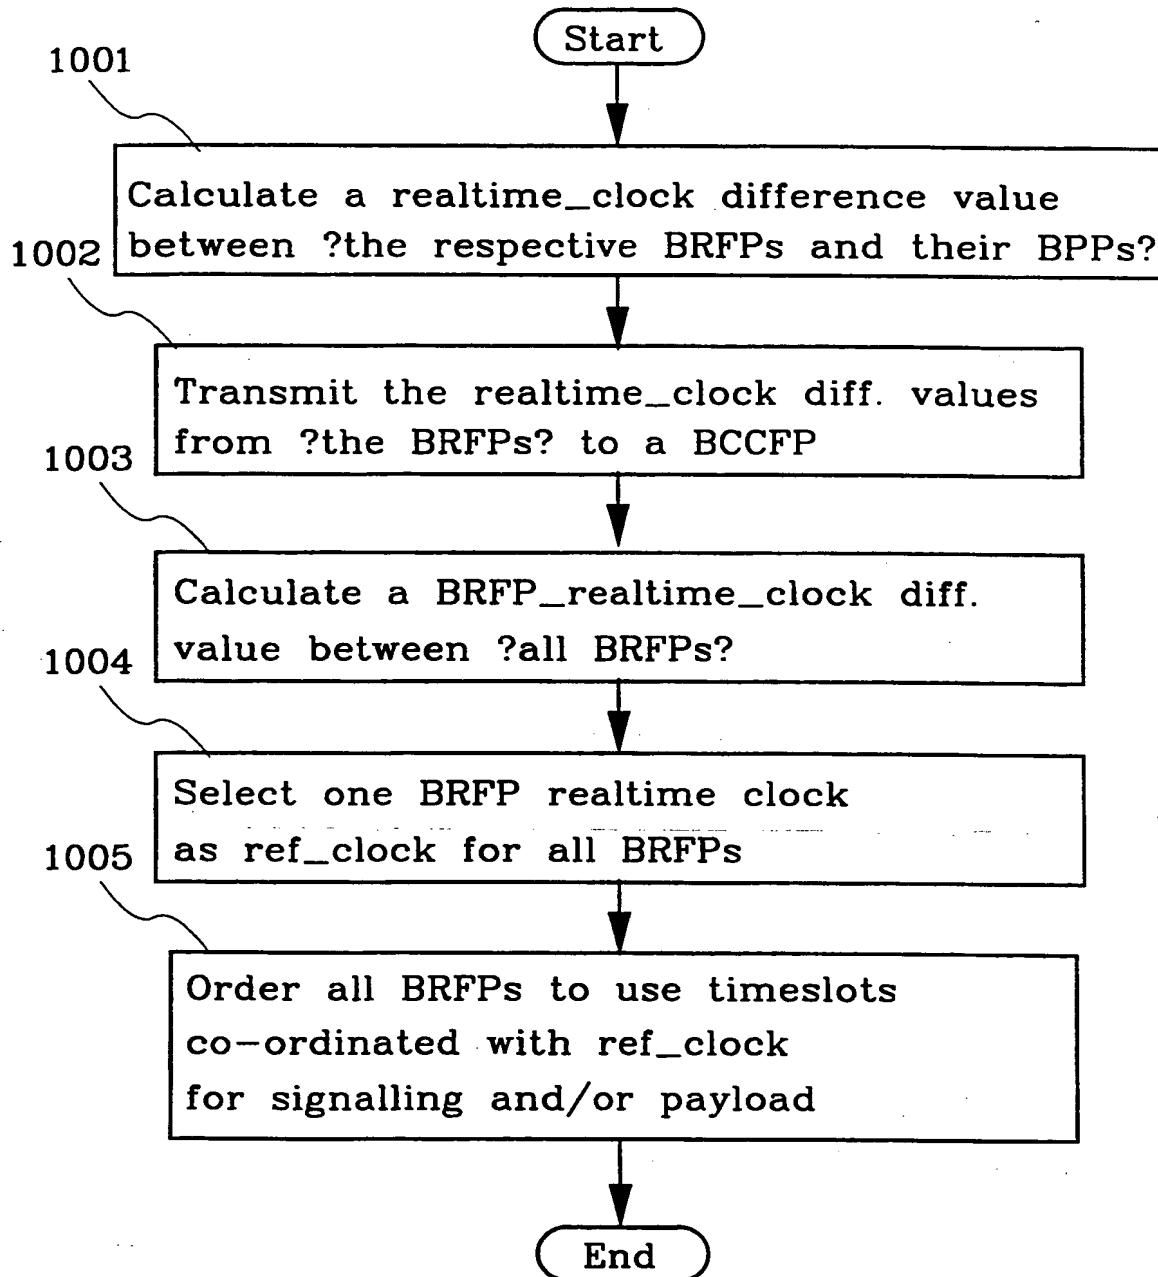 Start
1001
Calculate a realtime_clock difference value
between ?the respective BRFPs and their BPPs?
1002
Transmit the realtime_clock diff. values
from ?the BRFPs? to a BCCFP
1003
Calculate a BRFP_realtime_clock diff.
value between ?all BRFPs?
1004
Select one BRFP realtime clock
as ref_clock for all BRFPs
1005
Order all BRFPs to use timeslots
co-ordinated with ref_clock
for signalling and/or payload
End